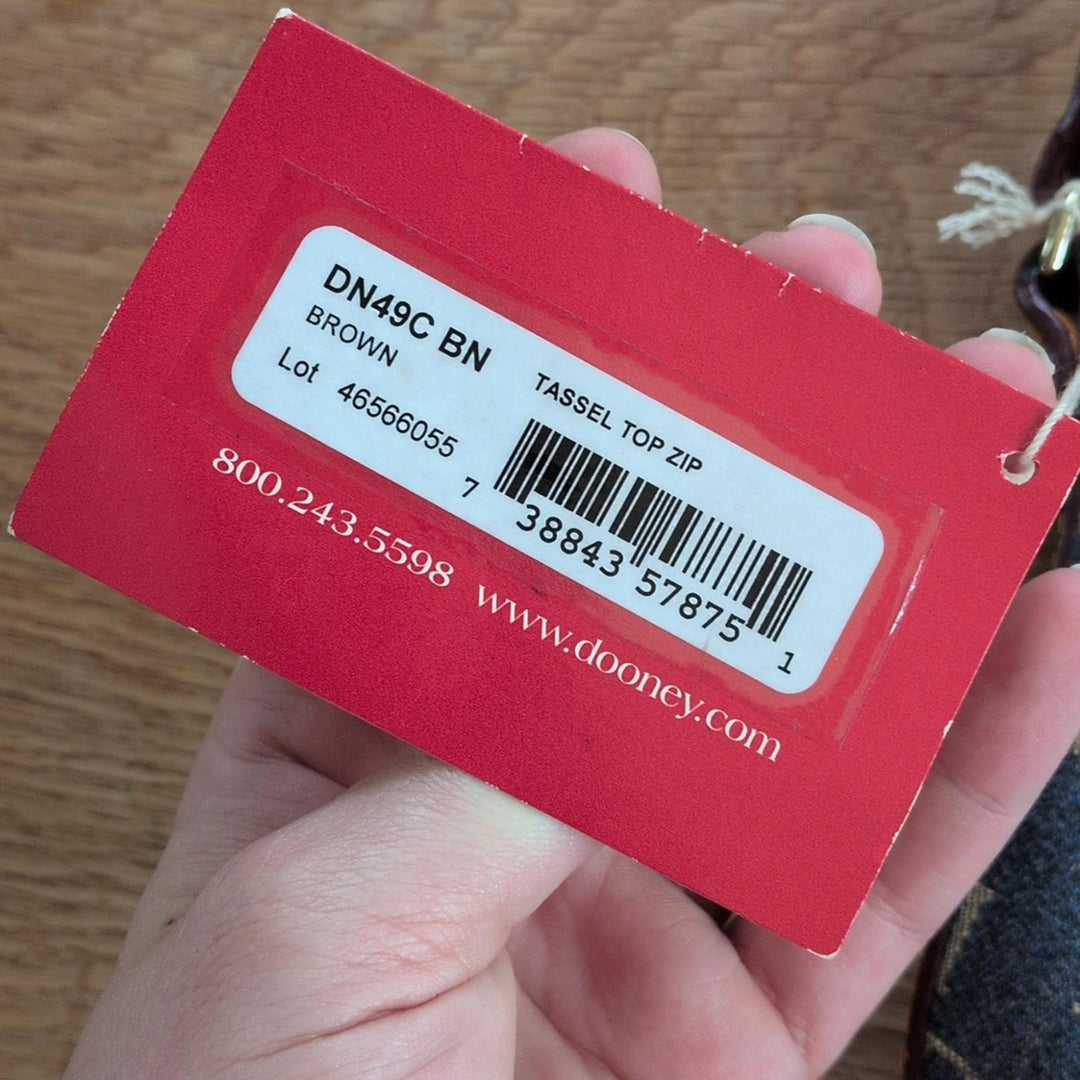 DN49C BN
BROWN
TASSEL TOP ZIP
Lot 46566055
7 38843 57875 1
800.243.5598 www.dooney.com